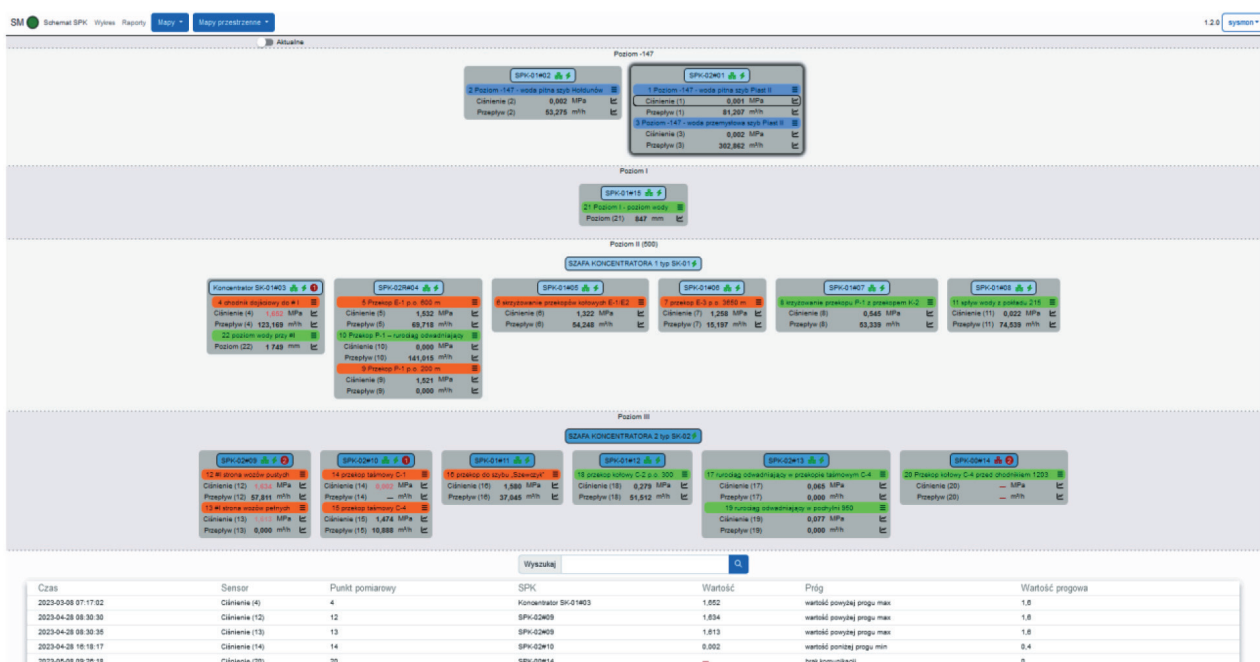 SM Schemat SPK Wykres Raporty Mapy Mapy przestrzenne 1.2.0 sysmon
Aktualne
Poziom -147
SPK-01#02 SPK-02#01
2 Poziom -147 - woda pitna szyb Hołdunów 1 Poziom -147 - woda pitna szyb Piast II
Ciśnienie (2) 0,002 MPa Ciśnienie (1) 0,001 MPa
Przepływ (2) 53,275 m³/h Przepływ (1) 81,207 m³/h
3 Poziom -147 - woda przemysłowa szyb Piast II
Ciśnienie (3) 0,002 MPa
Przepływ (3) 302,862 m³/h
Poziom I
SPK-01#15
21 Poziom I - poziom wody
Poziom (21) 847 mm
Poziom II (500)
SZAFA KONCENTRATORA 1 typ SK-01
Koncentrator SK-01#03 1 SPK-02R#04 SPK-01#05 SPK-01#06 SPK-01#07 SPK-01#08
4 chodnik dojściowy do # I 5 Przekop E-1 p.o. 600 m 6 skrzyżowanie przekopów kołowych E-1/E2 7 przekop E-3 p.o. 3650 m 8 krzyżowanie przekopu P-1 z przekopem K-2 11 spływ wody z pokładu 215
Ciśnienie (4) 1,652 MPa Ciśnienie (5) 1,532 MPa Ciśnienie (6) 1,322 MPa Ciśnienie (7) 1,258 MPa Ciśnienie (8) 0,545 MPa Ciśnienie (11) 0,022 MPa
Przepływ (4) 123,169 m³/h Przepływ (5) 69,718 m³/h Przepływ (6) 54,248 m³/h Przepływ (7) 15,197 m³/h Przepływ (8) 53,339 m³/h Przepływ (11) 74,539 m³/h
22 poziom wody przy #I 10 Przekop P-1 – rurociąg odwadniający
Poziom (22) 1 749 mm Ciśnienie (10) 0,000 MPa
Przepływ (10) 141,015 m³/h
9 Przekop P-1 p.o. 200 m
Ciśnienie (9) 1,521 MPa
Przepływ (9) 0,000 m³/h
Poziom III
SZAFA KONCENTRATORA 2 typ SK-02
SPK-02#09 2 SPK-02#10 1 SPK-01#11 SPK-01#12 SPK-02#13 SPK-00#14 2
12 #I strona wozów pustych 14 przekop taśmowy C-1 16 przekop do szybu „Szewczyk" 18 przekop kołowy C-2 p.o. 300 17 rurociąg odwadniający w przekopie taśmowym C-4 20 Przekop kołowy C-4 przed chodnikiem 1203
Ciśnienie (12) 1,634 MPa Ciśnienie (14) 0,002 MPa Ciśnienie (16) 1,580 MPa Ciśnienie (18) 0,279 MPa Ciśnienie (17) 0,065 MPa Ciśnienie (20) — MPa
Przepływ (12) 57,811 m³/h Przepływ (14) — m³/h Przepływ (16) 37,045 m³/h Przepływ (18) 51,512 m³/h Przepływ (17) 0,000 m³/h Przepływ (20) — m³/h
13 #I strona wozów pełnych 15 przekop taśmowy C-4 19 rurociąg odwadniający w pochylni 950
Ciśnienie (13) 1,613 MPa Ciśnienie (15) 1,474 MPa Ciśnienie (19) 0,077 MPa
Przepływ (13) 0,000 m³/h Przepływ (15) 10,888 m³/h Przepływ (19) 0,000 m³/h
Wyszukaj
Czas Sensor Punkt pomiarowy SPK Wartość Próg Wartość progowa
2023-03-08 07:17:02 Ciśnienie (4) 4 Koncentrator SK-01#03 1,652 wartość powyżej progu max 1,6
2023-04-28 08:30:30 Ciśnienie (12) 12 SPK-02#09 1,634 wartość powyżej progu max 1,6
2023-04-28 08:30:35 Ciśnienie (13) 13 SPK-02#09 1,613 wartość powyżej progu max 1,6
2023-04-28 16:18:17 Ciśnienie (14) 14 SPK-02#10 0,002 wartość poniżej progu min 0,4
Ciśnienie (20) 20 SPK-00#14 — brak komunikacji 0